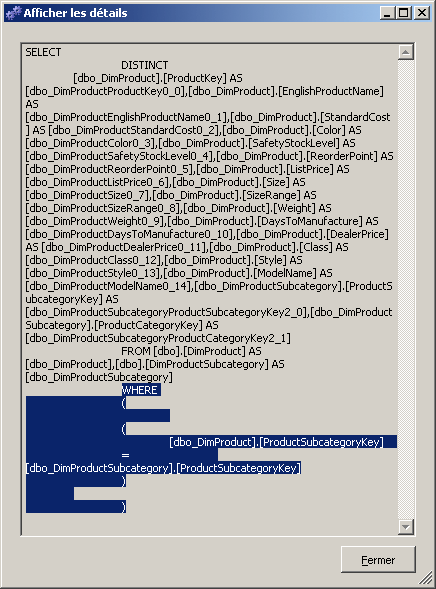 Afficher les détails
SELECT
DISTINCT
[dbo_DimProduct].[ProductKey] AS
[dbo_DimProductProductKey0_0],[dbo_DimProduct].[EnglishProductName]
AS
[dbo_DimProductEnglishProductName0_1],[dbo_DimProduct].[StandardCost
] AS [dbo_DimProductStandardCost0_2],[dbo_DimProduct].[Color] AS
[dbo_DimProductColor0_3],[dbo_DimProduct].[SafetyStockLevel] AS
[dbo_DimProductSafetyStockLevel0_4],[dbo_DimProduct].[ReorderPoint] AS
[dbo_DimProductReorderPoint0_5],[dbo_DimProduct].[ListPrice] AS
[dbo_DimProductListPrice0_6],[dbo_DimProduct].[Size] AS
[dbo_DimProductSize0_7],[dbo_DimProduct].[SizeRange] AS
[dbo_DimProductSizeRange0_8],[dbo_DimProduct].[Weight] AS
[dbo_DimProductWeight0_9],[dbo_DimProduct].[DaysToManufacture] AS
[dbo_DimProductDaysToManufacture0_10],[dbo_DimProduct].[DealerPrice]
AS [dbo_DimProductDealerPrice0_11],[dbo_DimProduct].[Class] AS
[dbo_DimProductClass0_12],[dbo_DimProduct].[Style] AS
[dbo_DimProductStyle0_13],[dbo_DimProduct].[ModelName] AS
[dbo_DimProductModelName0_14],[dbo_DimProductSubcategory].[ProductS
ubcategoryKey] AS
[dbo_DimProductSubcategoryProductSubcategoryKey2_0],[dbo_DimProduct
Subcategory].[ProductCategoryKey] AS
[dbo_DimProductSubcategoryProductCategoryKey2_1]
FROM [dbo].[DimProduct] AS
[dbo_DimProduct],[dbo].[DimProductSubcategory] AS
[dbo_DimProductSubcategory]
WHERE
(
(
[dbo_DimProduct].[ProductSubcategoryKey]
=
[dbo_DimProductSubcategory].[ProductSubcategoryKey]
)
)
Fermer